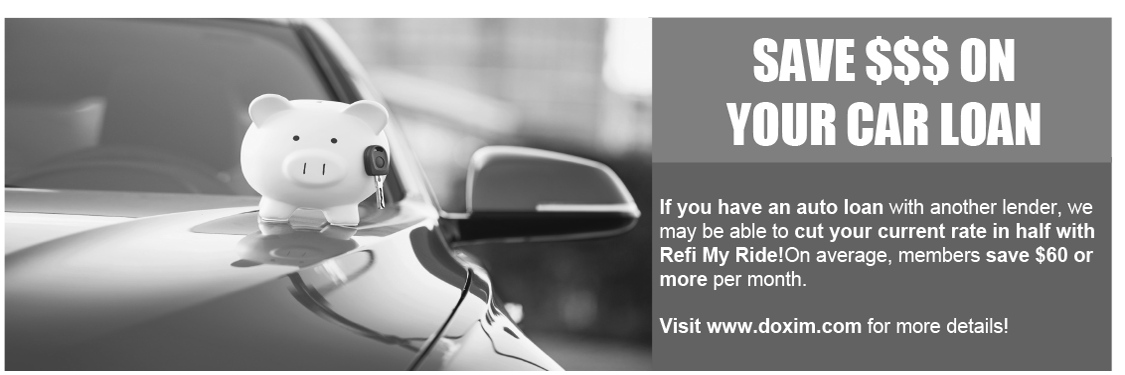 SAVE $$$ ON
YOUR CAR LOAN
If you have an auto loan with another lender, we
may be able to cut your current rate in half with
Refi My Ride!On average, members save $60 or
more per month.
Visit www.doxim.com for more details!